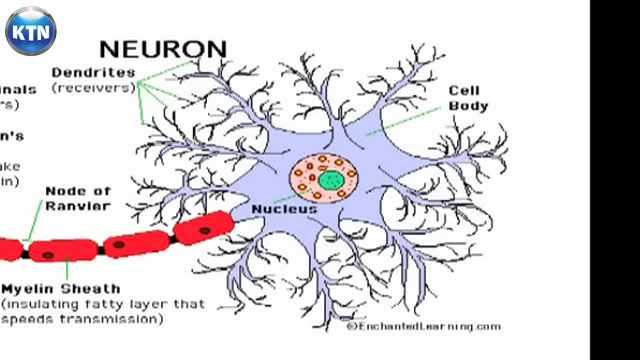 KTN
NEURON
Dendrites
(receivers)
Cell
Body
Node of
Ranvier
Nucleus
Myelin Sheath
(insulating fatty layer that
speeds transmission)
©EnchantedLearning.com